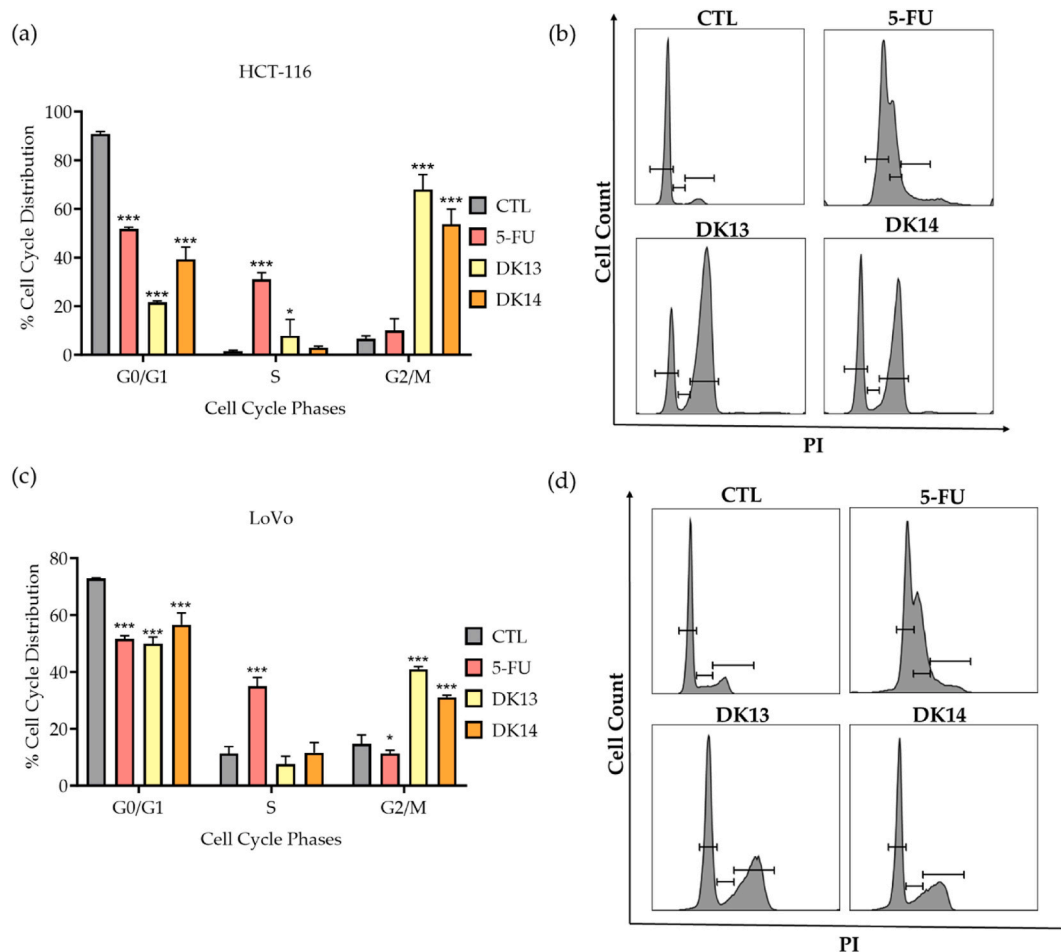 (a)
HCT-116
% Cell Cycle Distribution
100
80
60
40
20
0
***
***
***
***
*
***
***
G0/G1
S
G2/M
Cell Cycle Phases
CTL
5-FU
DK13
DK14
(b)
CTL
5-FU
DK13
DK14
Cell Count
PI
(c)
LoVo
% Cell Cycle Distribution
80
60
40
20
0
***
***
***
***
*
***
***
G0/G1
S
G2/M
Cell Cycle Phases
CTL
5-FU
DK13
DK14
(d)
CTL
5-FU
DK13
DK14
Cell Count
PI